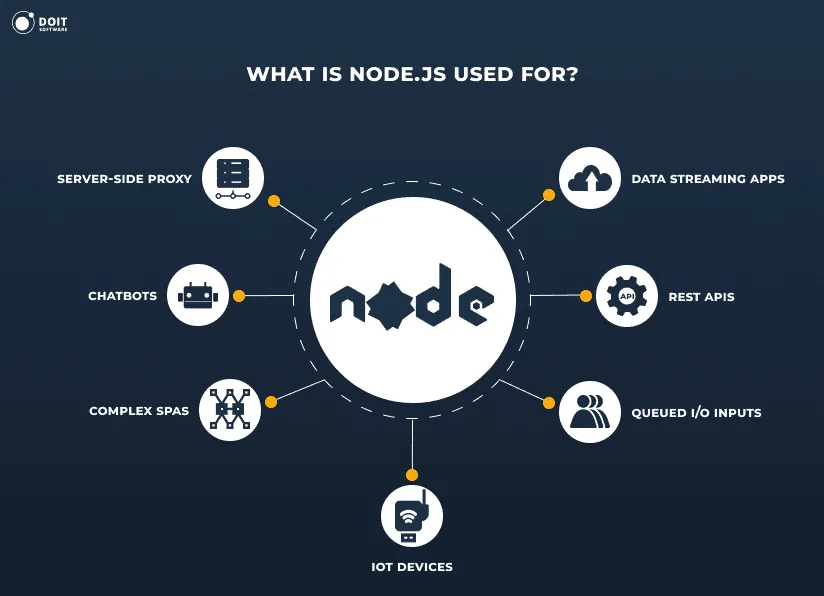 DOIT
SOFTWARE
WHAT IS NODE.JS USED FOR?
SERVER-SIDE PROXY
DATA STREAMING APPS
CHATBOTS
node
API
REST APIS
COMPLEX SPAS
QUEUED I/O INPUTS
IOT DEVICES